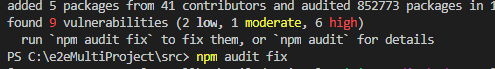 added 5 packages from 41 contributors and audited 852773 packages in 1
found 9 vulnerabilities (2 low, 1 moderate, 6 high)
run `npm audit fix` to fix them, or `npm audit` for details
PS C:\e2eMultiProject\src> npm audit fix